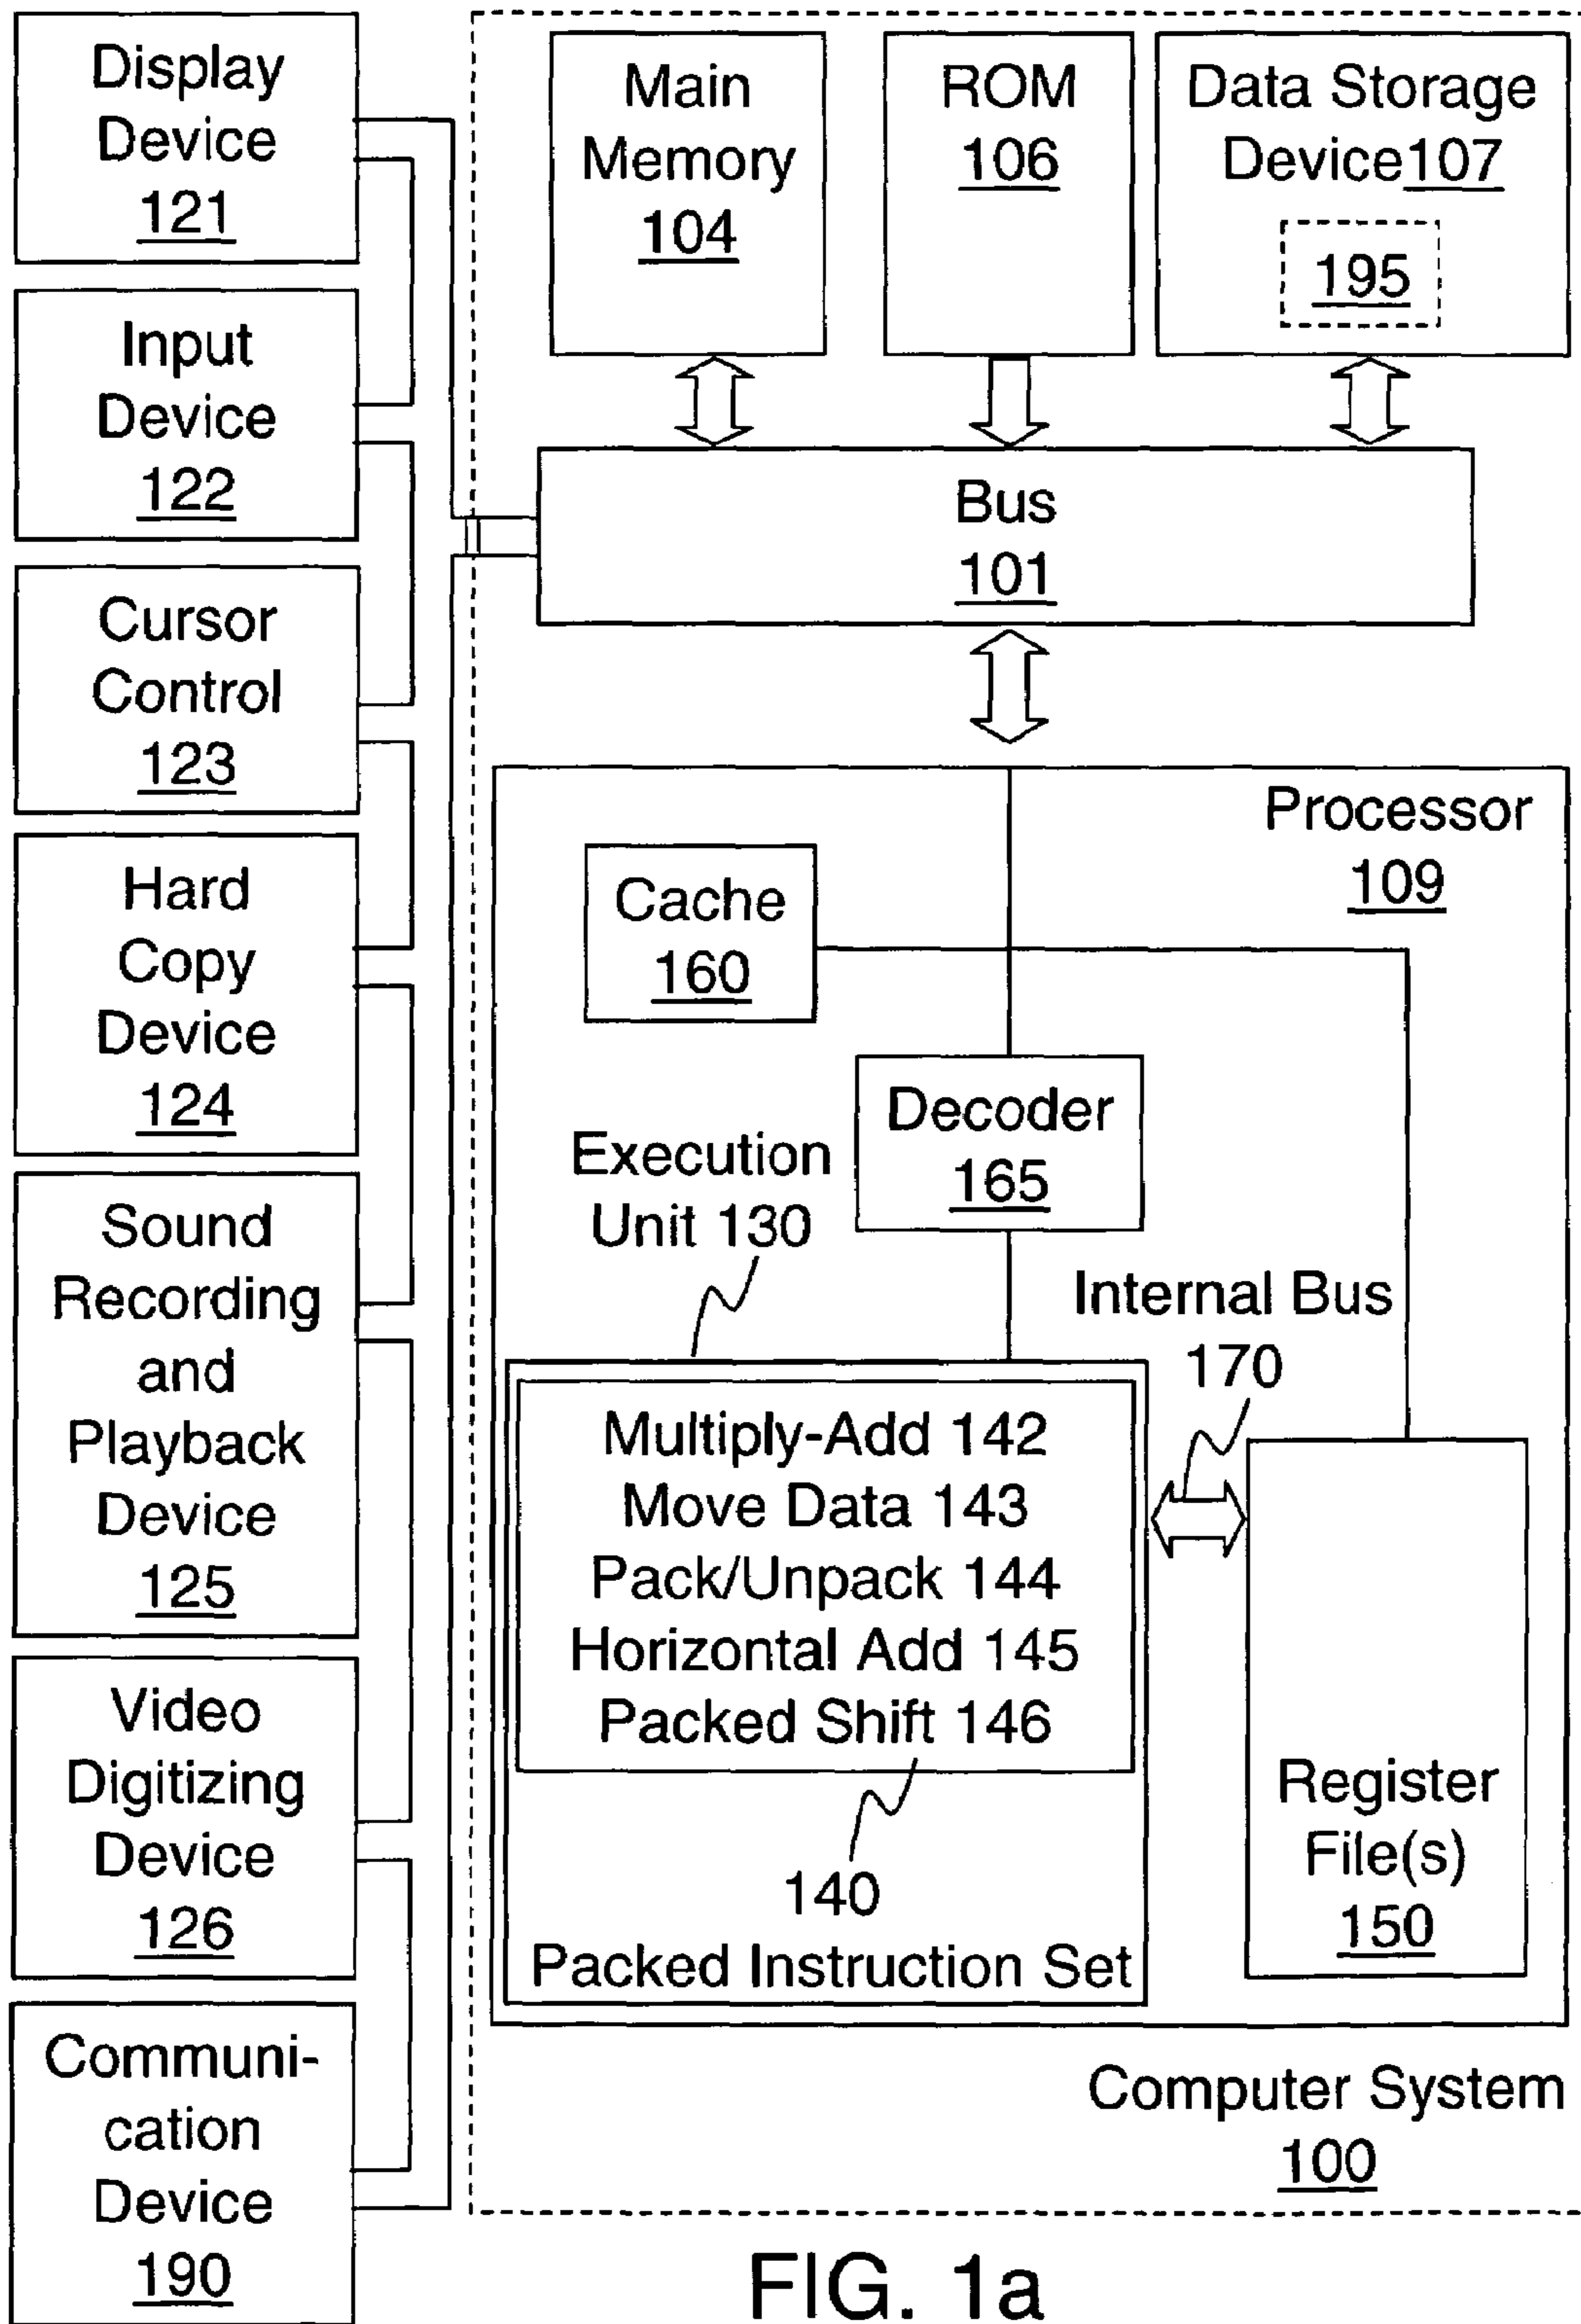 Display
Device
121
Input
Device
122
Cursor
Control
123
Hard
Copy
Device
124
Sound
Recording
and
Playback
Device
125
Video
Digitizing
Device
126
Communi-
cation
Device
190
Main
Memory
104
ROM
106
Data Storage
Device107
195
Bus
101
Processor
109
Cache
160
Decoder
165
Execution
Unit 130
Internal Bus
170
Multiply-Add 142
Move Data 143
Pack/Unpack 144
Horizontal Add 145
Packed Shift 146
140
Packed Instruction Set
Register
File(s)
150
Computer System
100
FIG. 1a